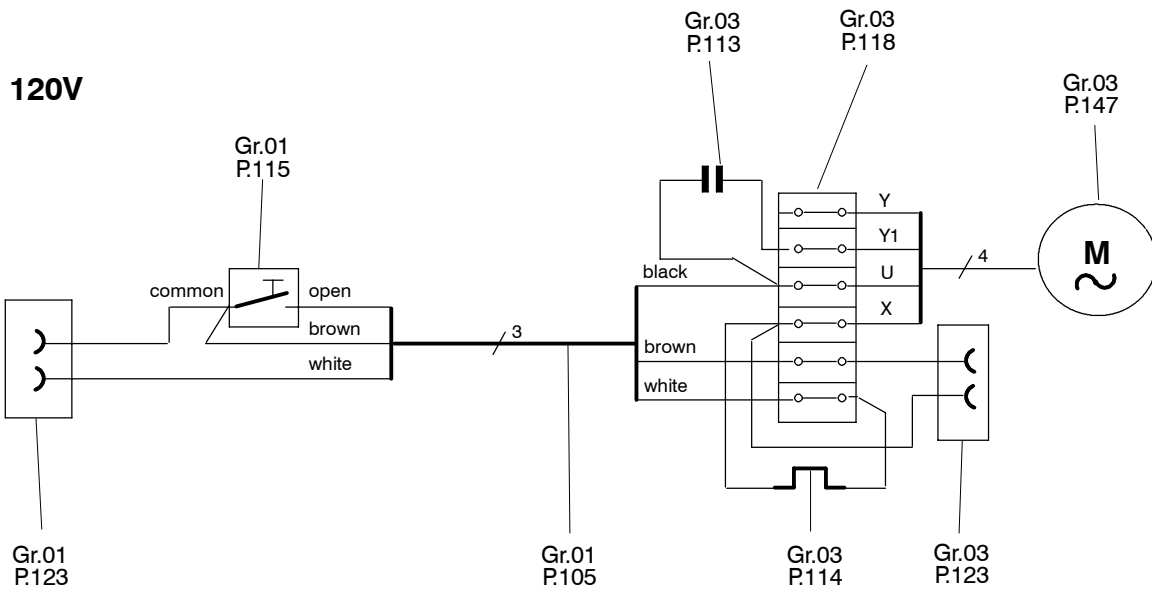 Gr.03
P.113
Gr.03
P.118
120V
Gr.03
P.147
Gr.01
P.115
Y
Y1
M
4
black
U
common
open
X
brown
3
brown
white
white
Gr.01
P.123
Gr.01
P.105
Gr.03
P.114
Gr.03
P.123